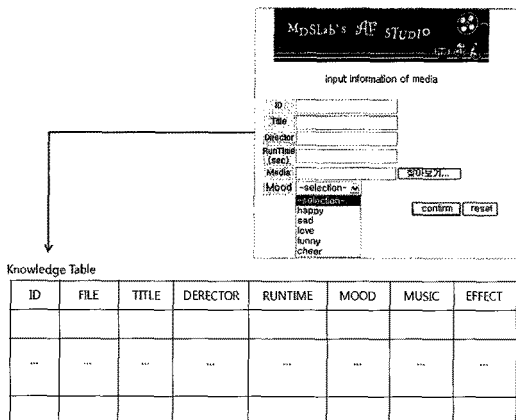 MDSLab's AF STUDIO
input information of media
ID
Title
Director
RunTime
(sec)
Media
찾아보기...
Mood
-selection-
-selection-
happy
sad
love
funny
cheer
confirm
reset
Knowledge Table
ID FILE TITLE DERECTOR RUNTIME MOOD MUSIC EFFECT
... ... ... ... ... ... ... ...